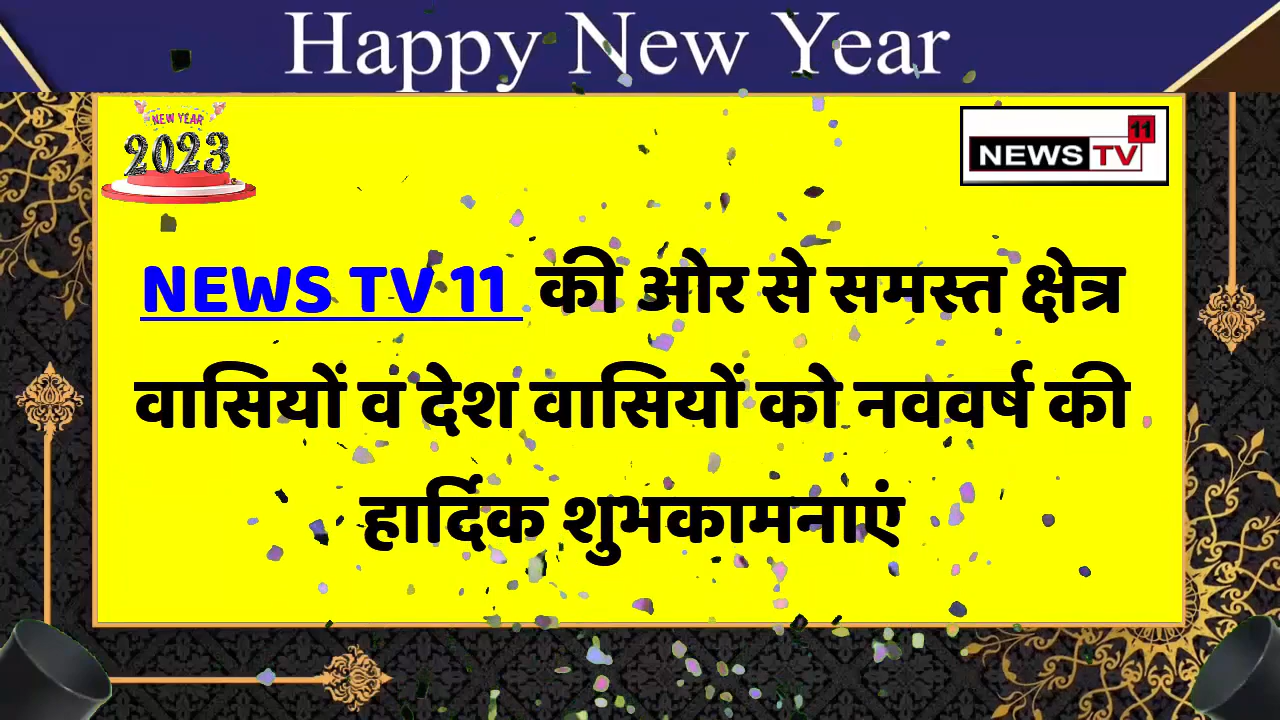 Happy New Year
NEW YEAR
2023
11
NEWS TV
NEWS TV 11 की ओर से समस्त क्षेत्र
वासियों व देश वासियों को नववर्ष की
हार्दिक शुभकामनाएं